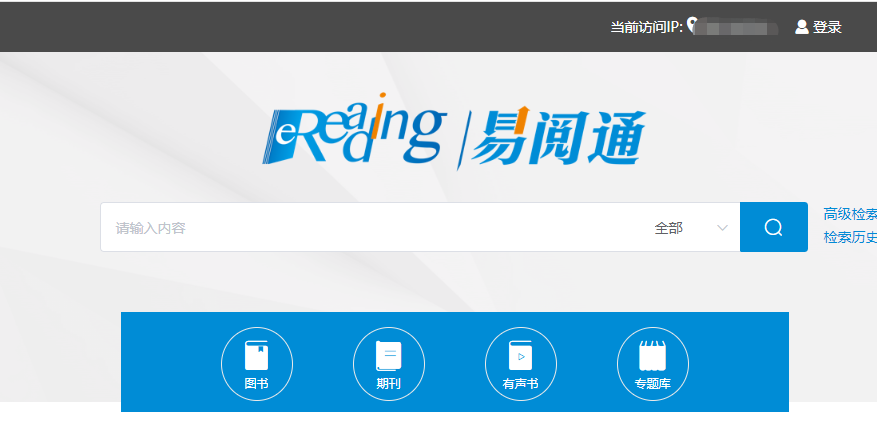 当前访问IP:
登录
eReading | 易阅通
请输入内容
全部
高级检索
检索历史
图书
期刊
有声书
专题库